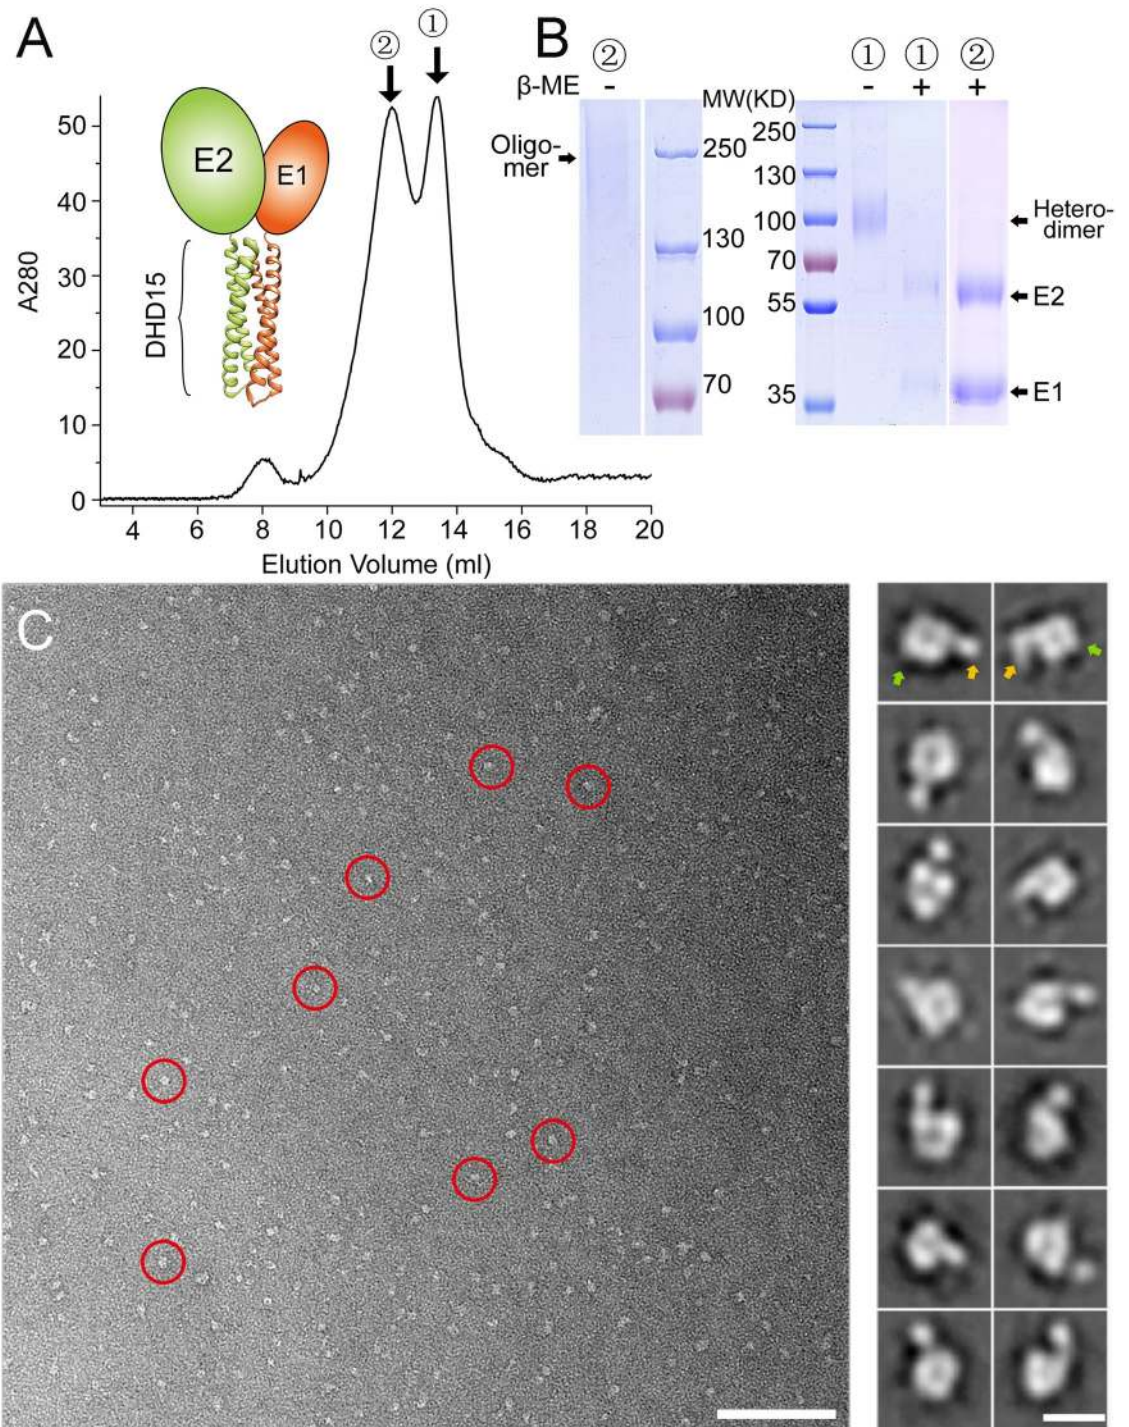 A
②
①
50
40
30
20
10
0
A280
E2
E1
DHD15
4 6 8 10 12 14 16 18 20
Elution Volume (ml)
B
②
β-ME -
Oligo-
mer
MW(KD)
250
130
100
70
① ① ②
- + +
250
130
100
70
55
35
Hetero-
dimer
E2
E1
C